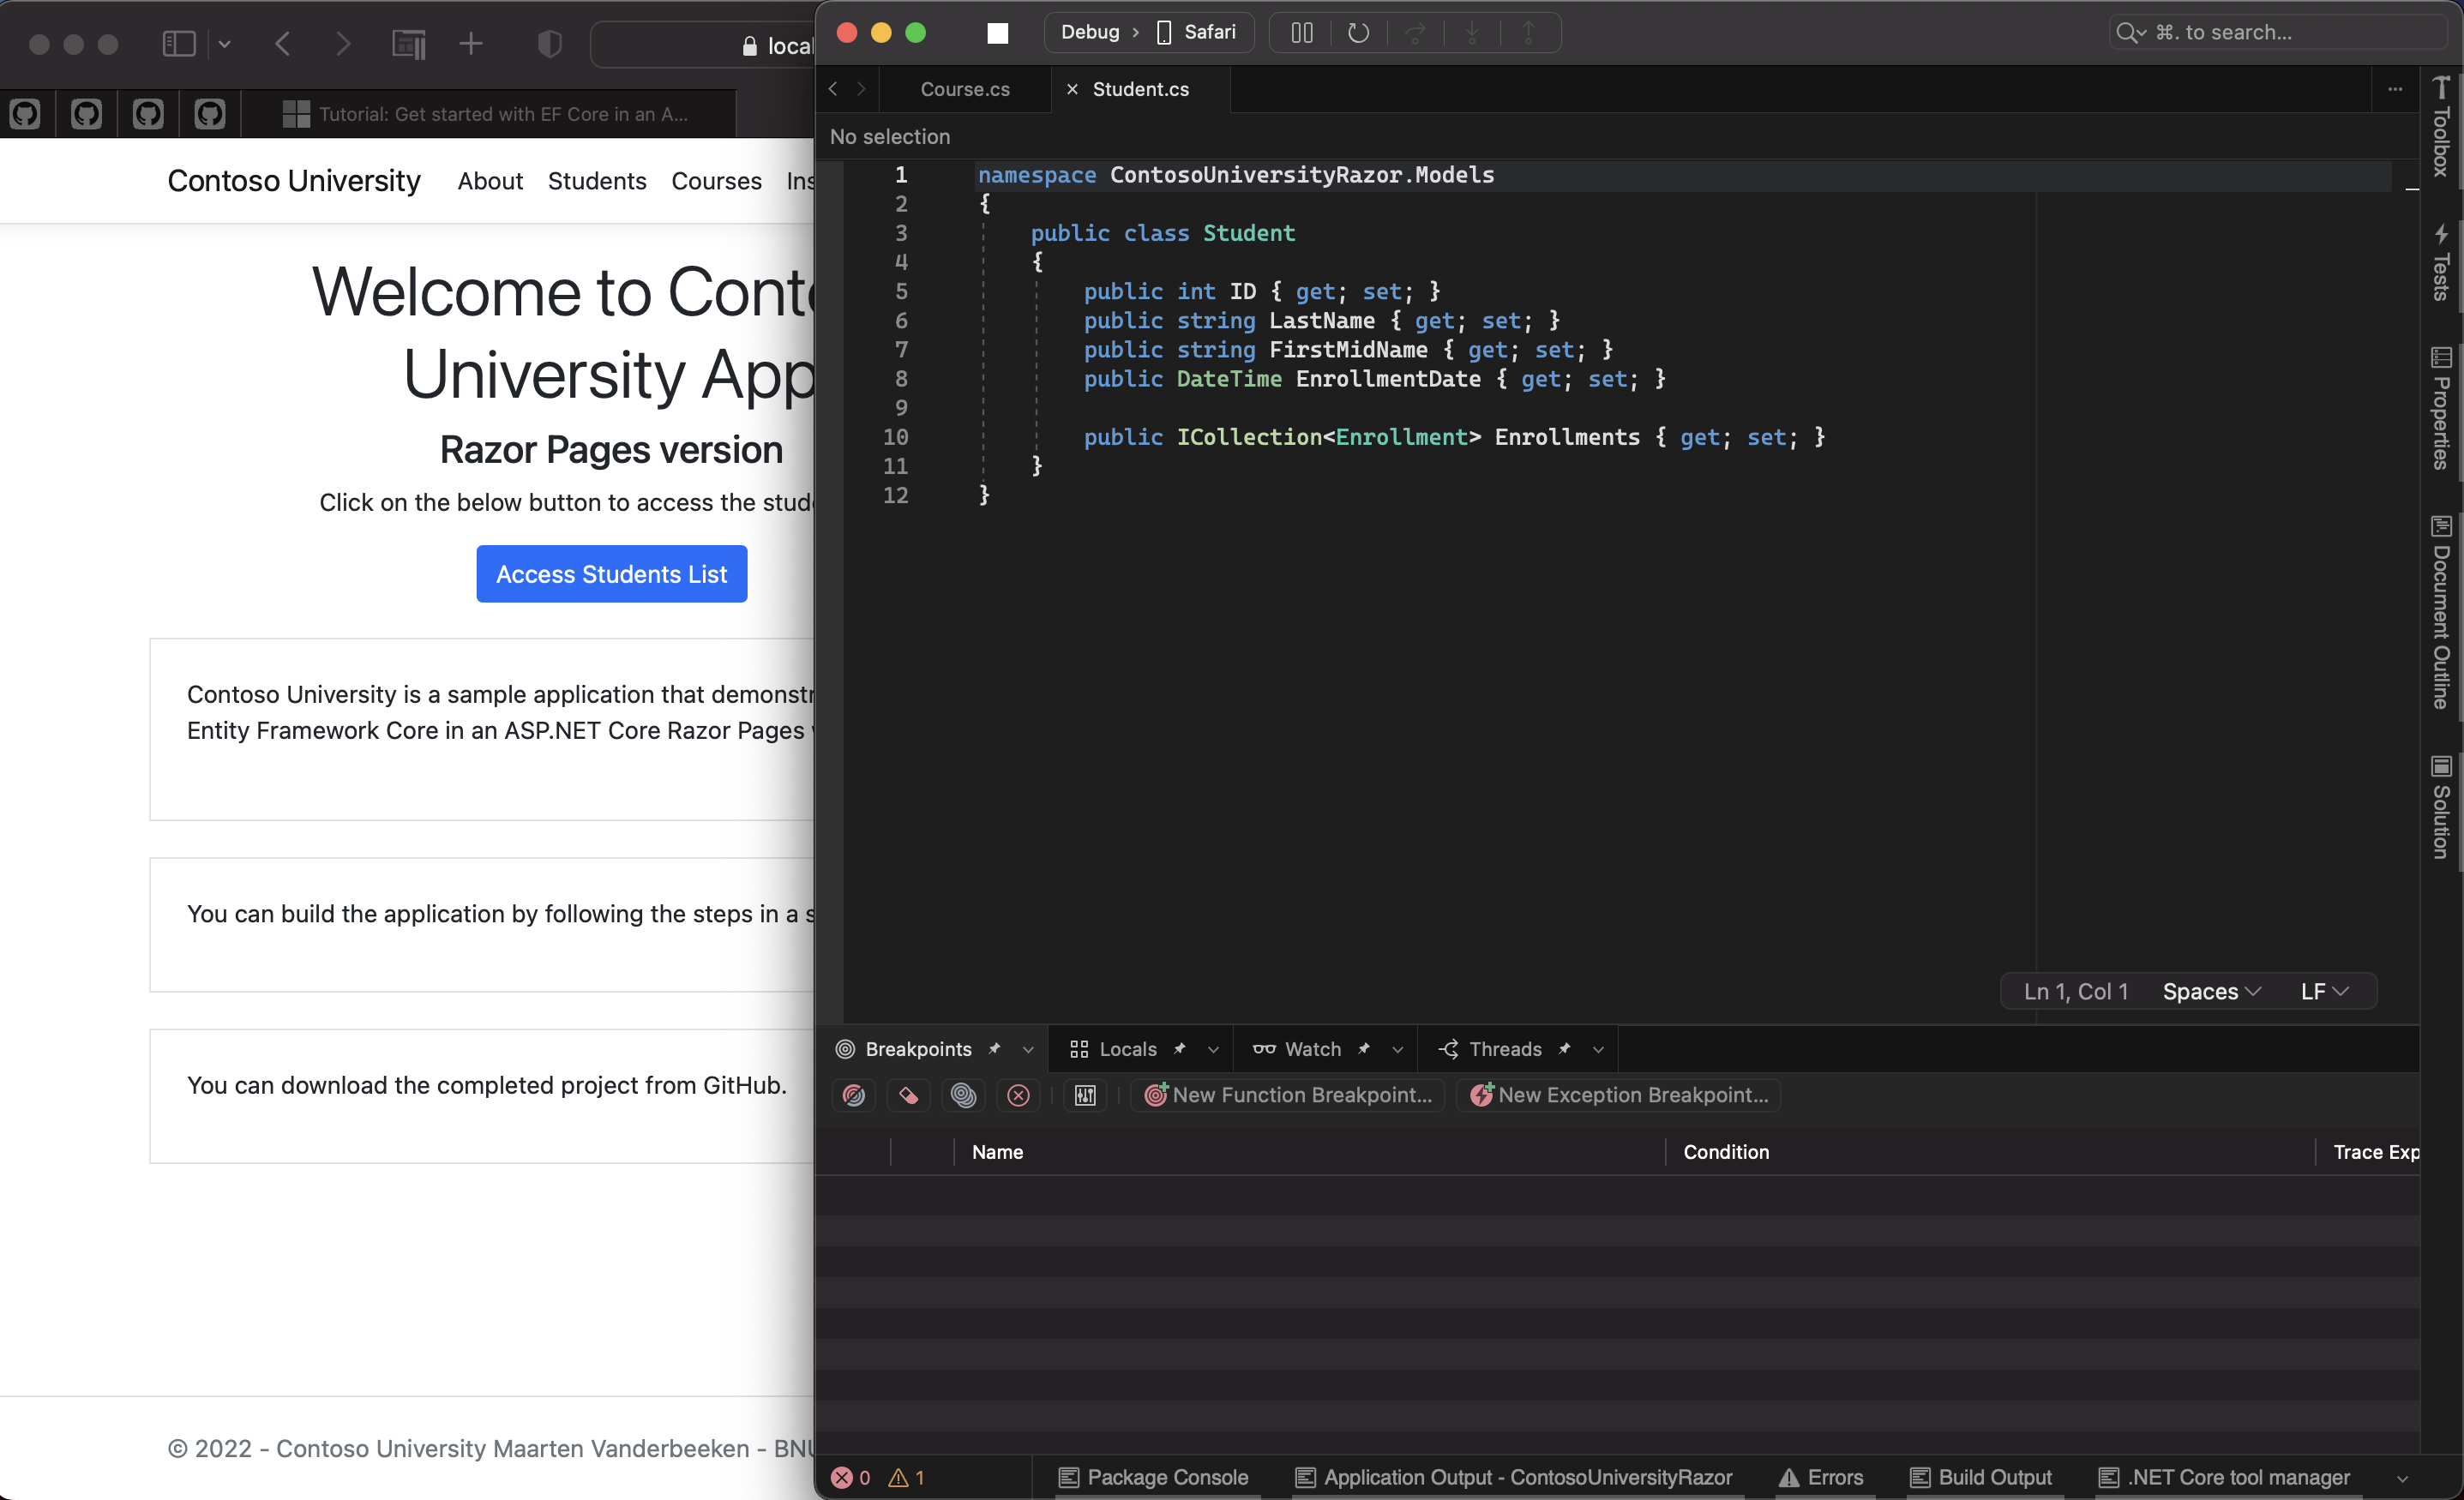 local
Tutorial: Get started with EF Core in an A...
Contoso University About Students Courses Ins
Welcome to Conto
University App
Razor Pages version
Click on the below button to access the stude
Access Students List
Contoso University is a sample application that demonstr
Entity Framework Core in an ASP.NET Core Razor Pages
You can build the application by following the steps in a s
You can download the completed project from GitHub.
© 2022 - Contoso University Maarten Vanderbeeken - BNU
Debug › Safari
⌘. to search...
Course.cs
× Student.cs
...
No selection
1 namespace ContosoUniversityRazor.Models
2 {
3 public class Student
4 {
5 public int ID { get; set; }
6 public string LastName { get; set; }
7 public string FirstMidName { get; set; }
8 public DateTime EnrollmentDate { get; set; }
9
10 public ICollection<Enrollment> Enrollments { get; set; }
11 }
12 }
Ln 1, Col 1 Spaces LF
Toolbox
Tests
Properties
Document Outline
Solution
Breakpoints Locals Watch Threads
New Function Breakpoint... New Exception Breakpoint...
Name Condition Trace Exp
0 1 Package Console Application Output - ContosoUniversityRazor Errors Build Output .NET Core tool manager